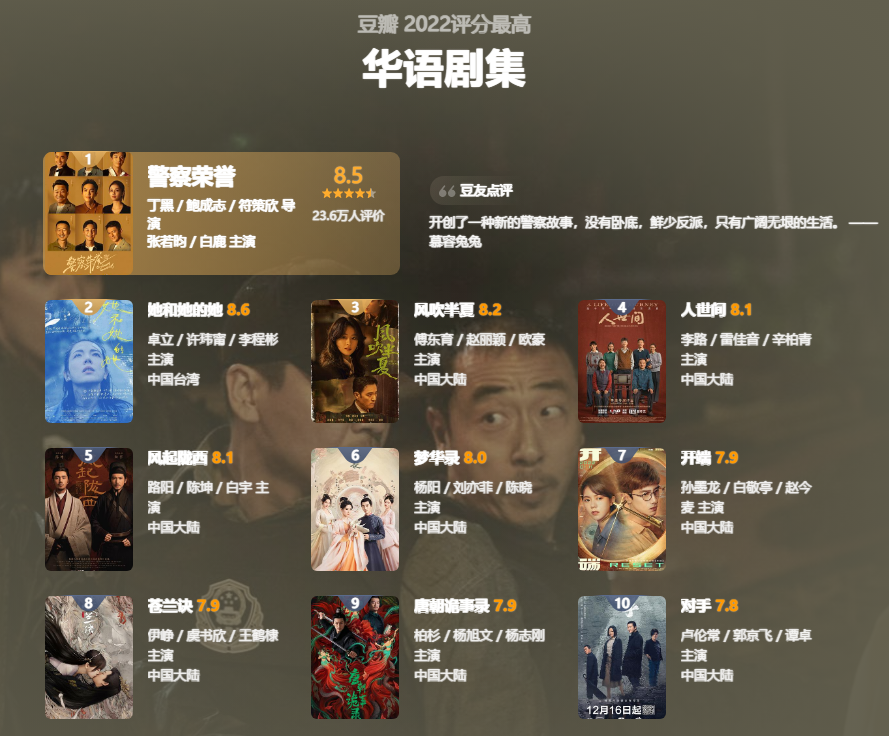 豆瓣 2022评分最高
华语剧集
1
警察荣誉
8.5
丁黑 / 鲍成志 / 符策欣 导
演
张若昀 / 白鹿 主演
23.6万人评价
豆友点评
开创了一种新的警察故事，没有卧底，鲜少反派，只有广阔无垠的生活。 ——
慕容兔兔
2
她和她的她 8.6
卓立 / 许玮甯 / 李程彬
主演
中国台湾
3
风吹半夏 8.2
傅东育 / 赵丽颖 / 欧豪
主演
中国大陆
4
人世间
人世间 8.1
李路 / 雷佳音 / 辛柏青
主演
中国大陆
5
风起陇西 8.1
路阳 / 陈坤 / 白宇 主
演
中国大陆
6
梦华录 8.0
杨阳 / 刘亦菲 / 陈晓
主演
中国大陆
7
开端
RESET
开端 7.9
孙墨龙 / 白敬亭 / 赵今
麦 主演
中国大陆
8
苍兰诀 7.9
伊峥 / 虞书欣 / 王鹤棣
主演
中国大陆
9
唐朝诡事录 7.9
柏杉 / 杨旭文 / 杨志刚
主演
中国大陆
10
12月16日起
对手 7.8
卢伦常 / 郭京飞 / 谭卓
主演
中国大陆